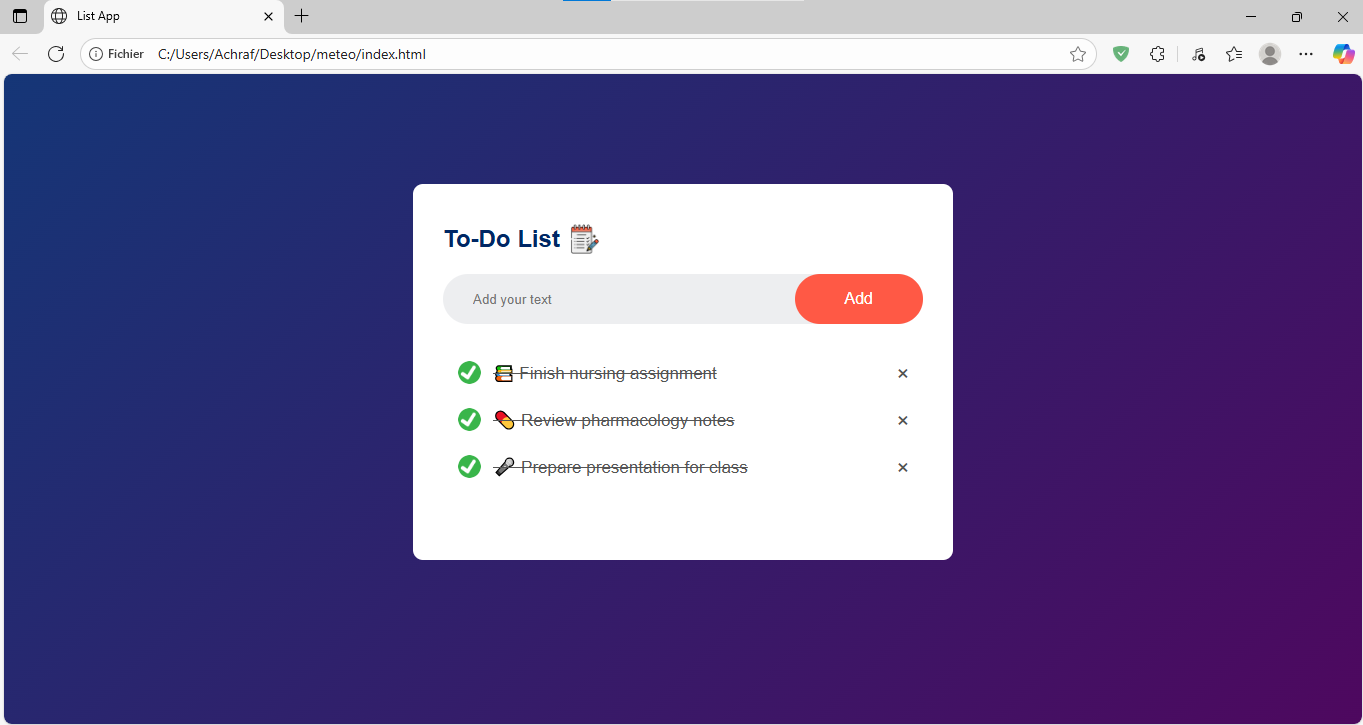 List App
Fichier C:/Users/Achraf/Desktop/meteo/index.html
To-Do List
Add your text
Add
Finish nursing assignment
Review pharmacology notes
Prepare presentation for class